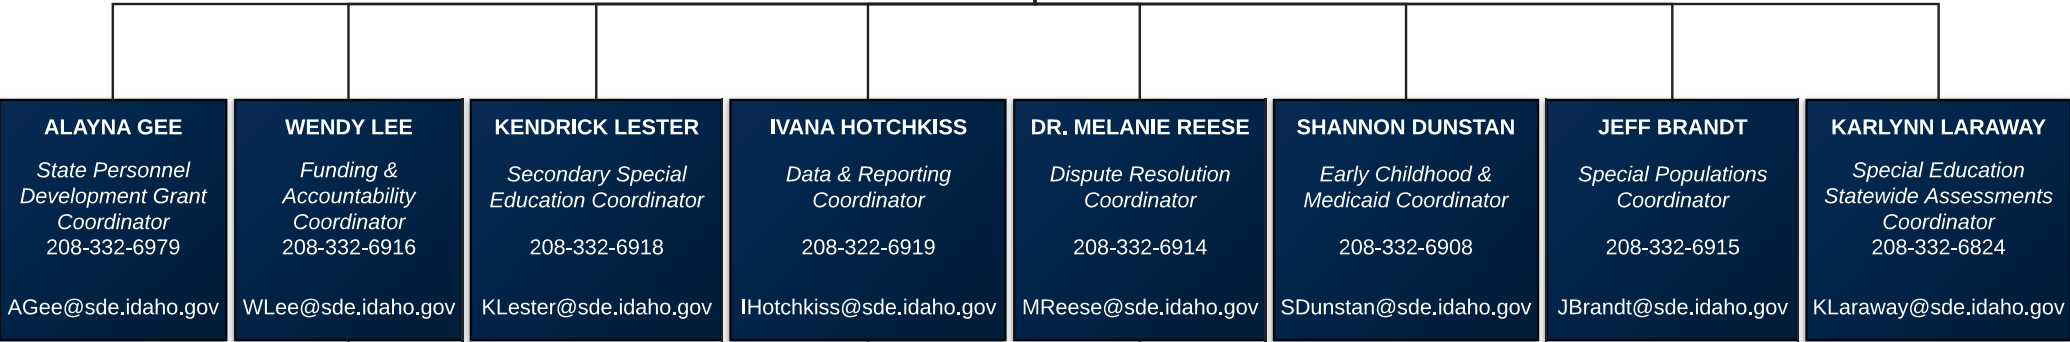 ALAYNA GEE
State Personnel
Development Grant
Coordinator
208-332-6979
AGee@sde.idaho.gov
WENDY LEE
Funding &
Accountability
Coordinator
208-332-6916
WLee@sde.idaho.gov
KENDRICK LESTER
Secondary Special
Education Coordinator
208-332-6918
KLester@sde.idaho.gov
IVANA HOTCHKISS
Data & Reporting
Coordinator
208-322-6919
IHotchkiss@sde.idaho.gov
DR. MELANIE REESE
Dispute Resolution
Coordinator
208-332-6914
MReese@sde.idaho.gov
SHANNON DUNSTAN
Early Childhood &
Medicaid Coordinator
208-332-6908
SDunstan@sde.idaho.gov
JEFF BRANDT
Special Populations
Coordinator
208-332-6915
JBrandt@sde.idaho.gov
KARLYNN LARAWAY
Special Education
Statewide Assessments
Coordinator
208-332-6824
KLaraway@sde.idaho.gov